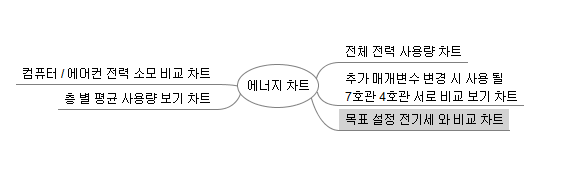 컴퓨터 / 에어컨 전력 소모 비교 차트
층 별 평균 사용량 보기 차트
에너지 차트
전체 전력 사용량 차트
추가 매개변수 변경 시 사용 될
7호관 4호관 서로 비교 보기 차트
목표 설정 전기세 와 비교 차트